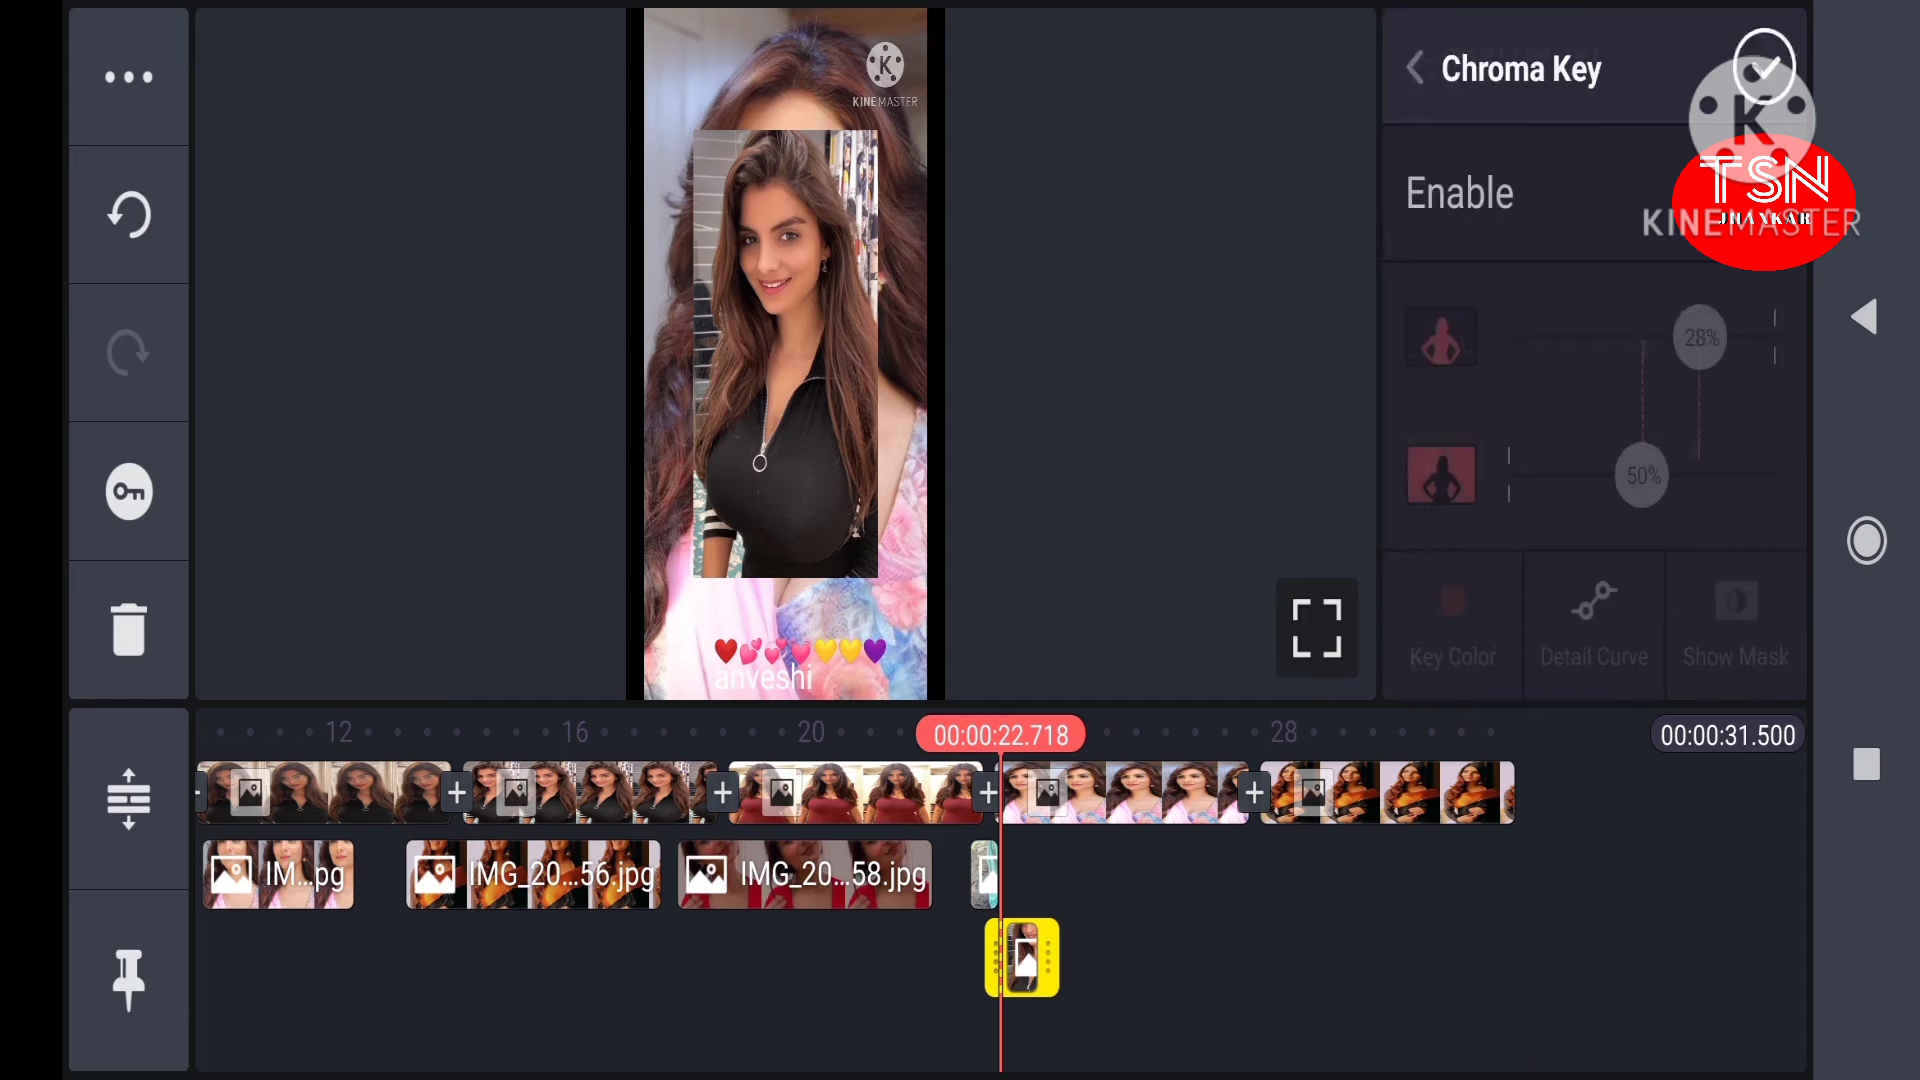 K
KINEMASTER
Chroma Key
K
TSN
JHAYKAR
KINEMASTER
Enable
28%
50%
Key Color
Detail Curve
Show Mask
anveshi
12
16
20
00:00:22.718
28
00:00:31.500
IM...pg
IMG_20...56.jpg
IMG_20...58.jpg